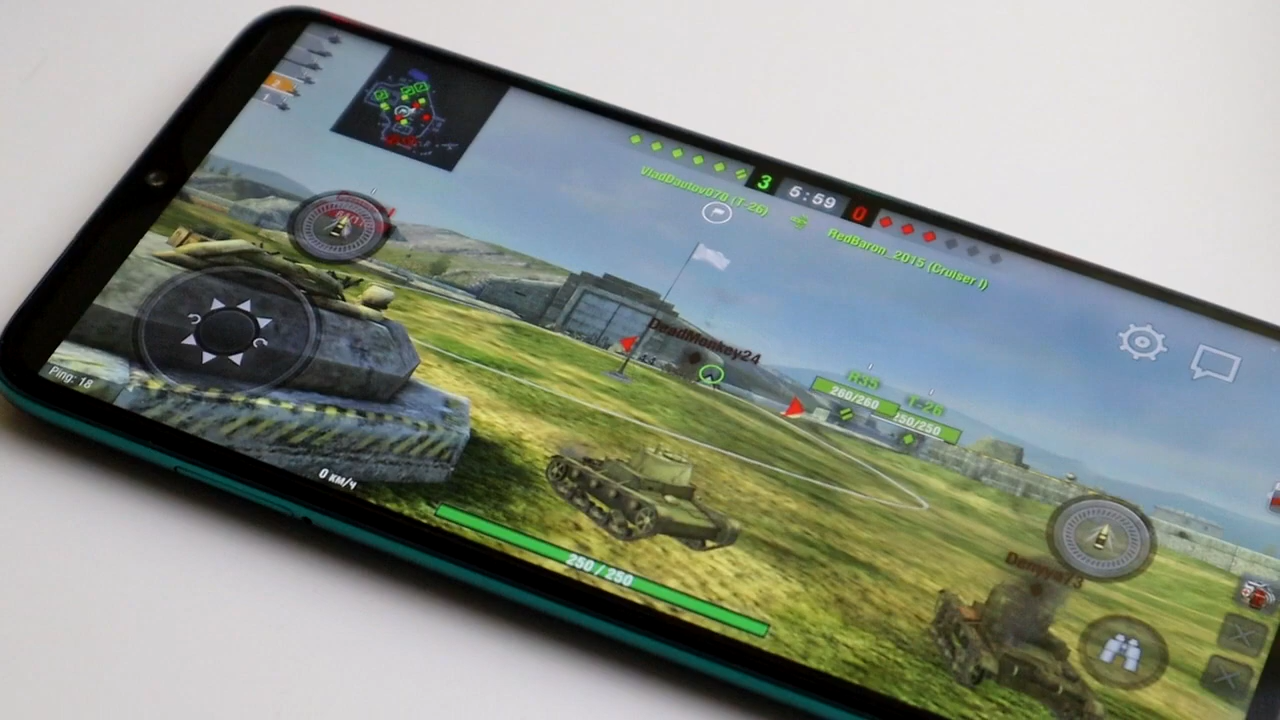 3 5:59 0
VladDautov070 (T-26)
RedBaron_2015 (Cruiser I)
DeadMonkey24
R35
260/260
T-26
250/250
Ping: 18
0 км/ч
250 / 250